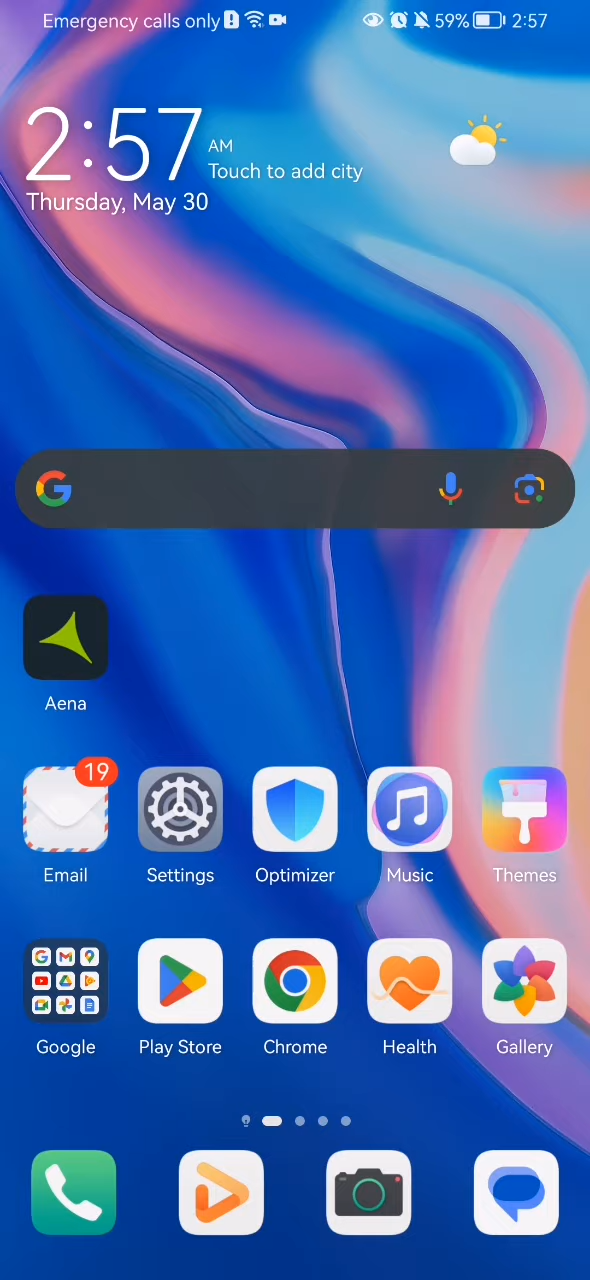 Emergency calls only 59% 2:57
2:57 AM
Touch to add city
Thursday, May 30
Aena
19
Email Settings Optimizer Music Themes
Google Play Store Chrome Health Gallery